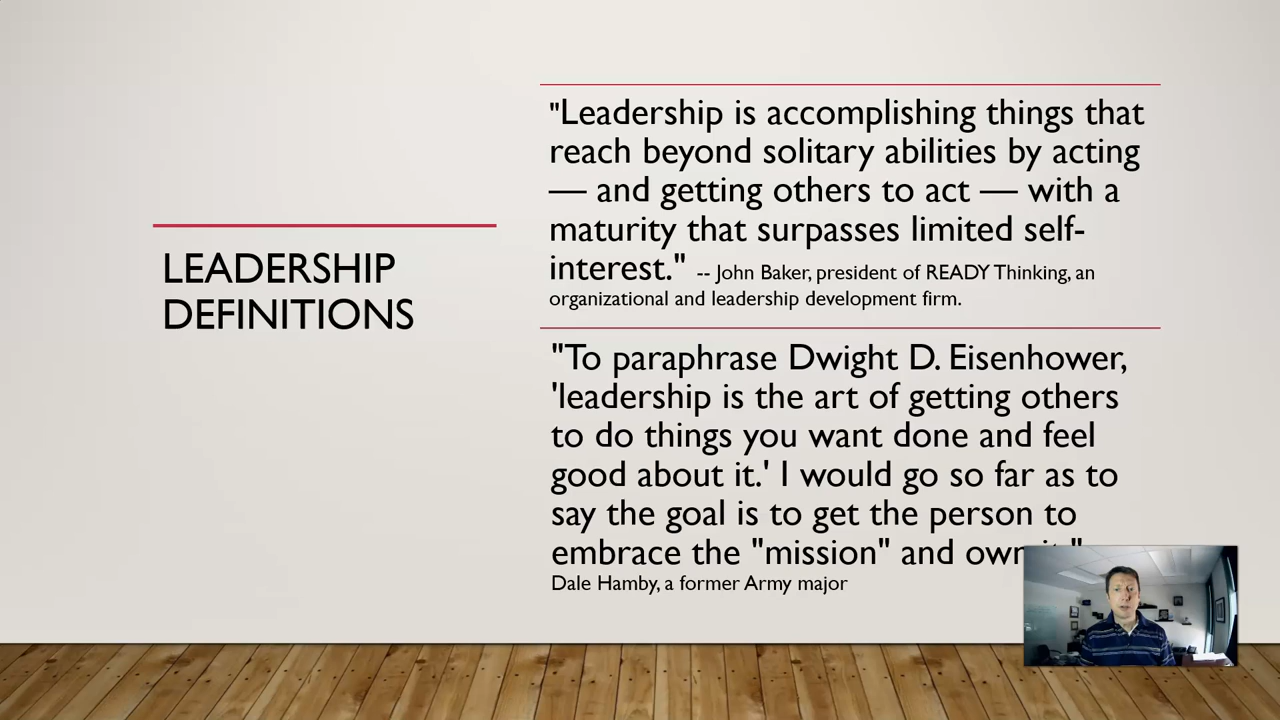 LEADERSHIP
DEFINITIONS
"Leadership is accomplishing things that
reach beyond solitary abilities by acting
— and getting others to act — with a
maturity that surpasses limited self-
interest." -- John Baker, president of READY Thinking, an
organizational and leadership development firm.
"To paraphrase Dwight D. Eisenhower,
'leadership is the art of getting others
to do things you want done and feel
good about it.' I would go so far as to
say the goal is to get the person to
embrace the "mission" and own it."
Dale Hamby, a former Army major